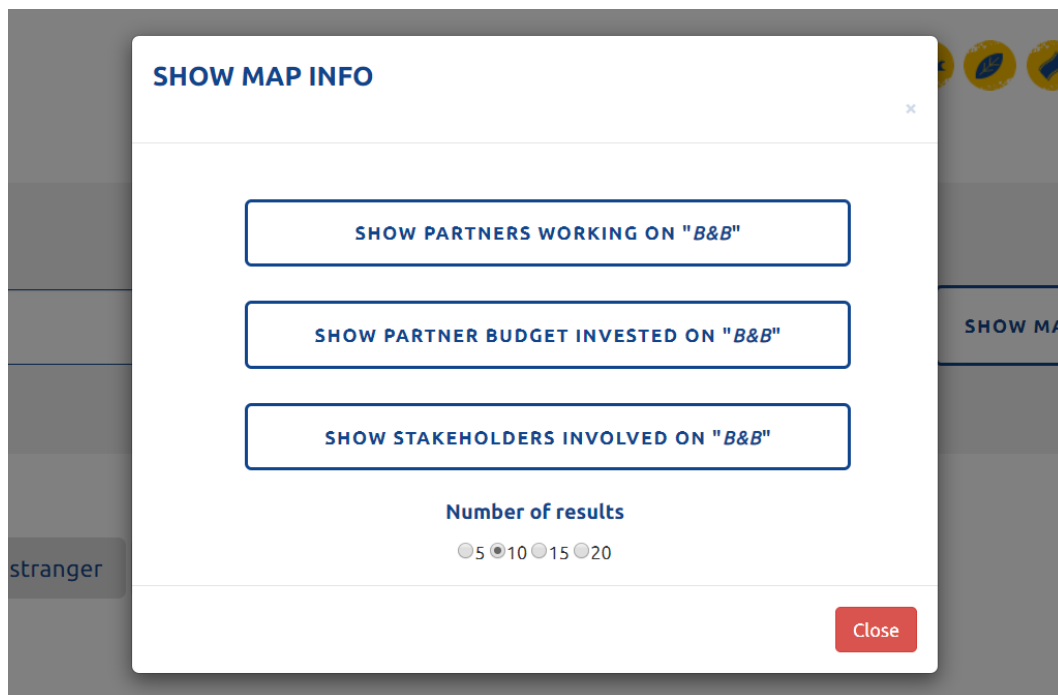 SHOW MAP INFO
×
SHOW PARTNERS WORKING ON "B&B"
SHOW PARTNER BUDGET INVESTED ON "B&B"
SHOW MA
SHOW STAKEHOLDERS INVOLVED ON "B&B"
Number of results
5 10 15 20
stranger
Close